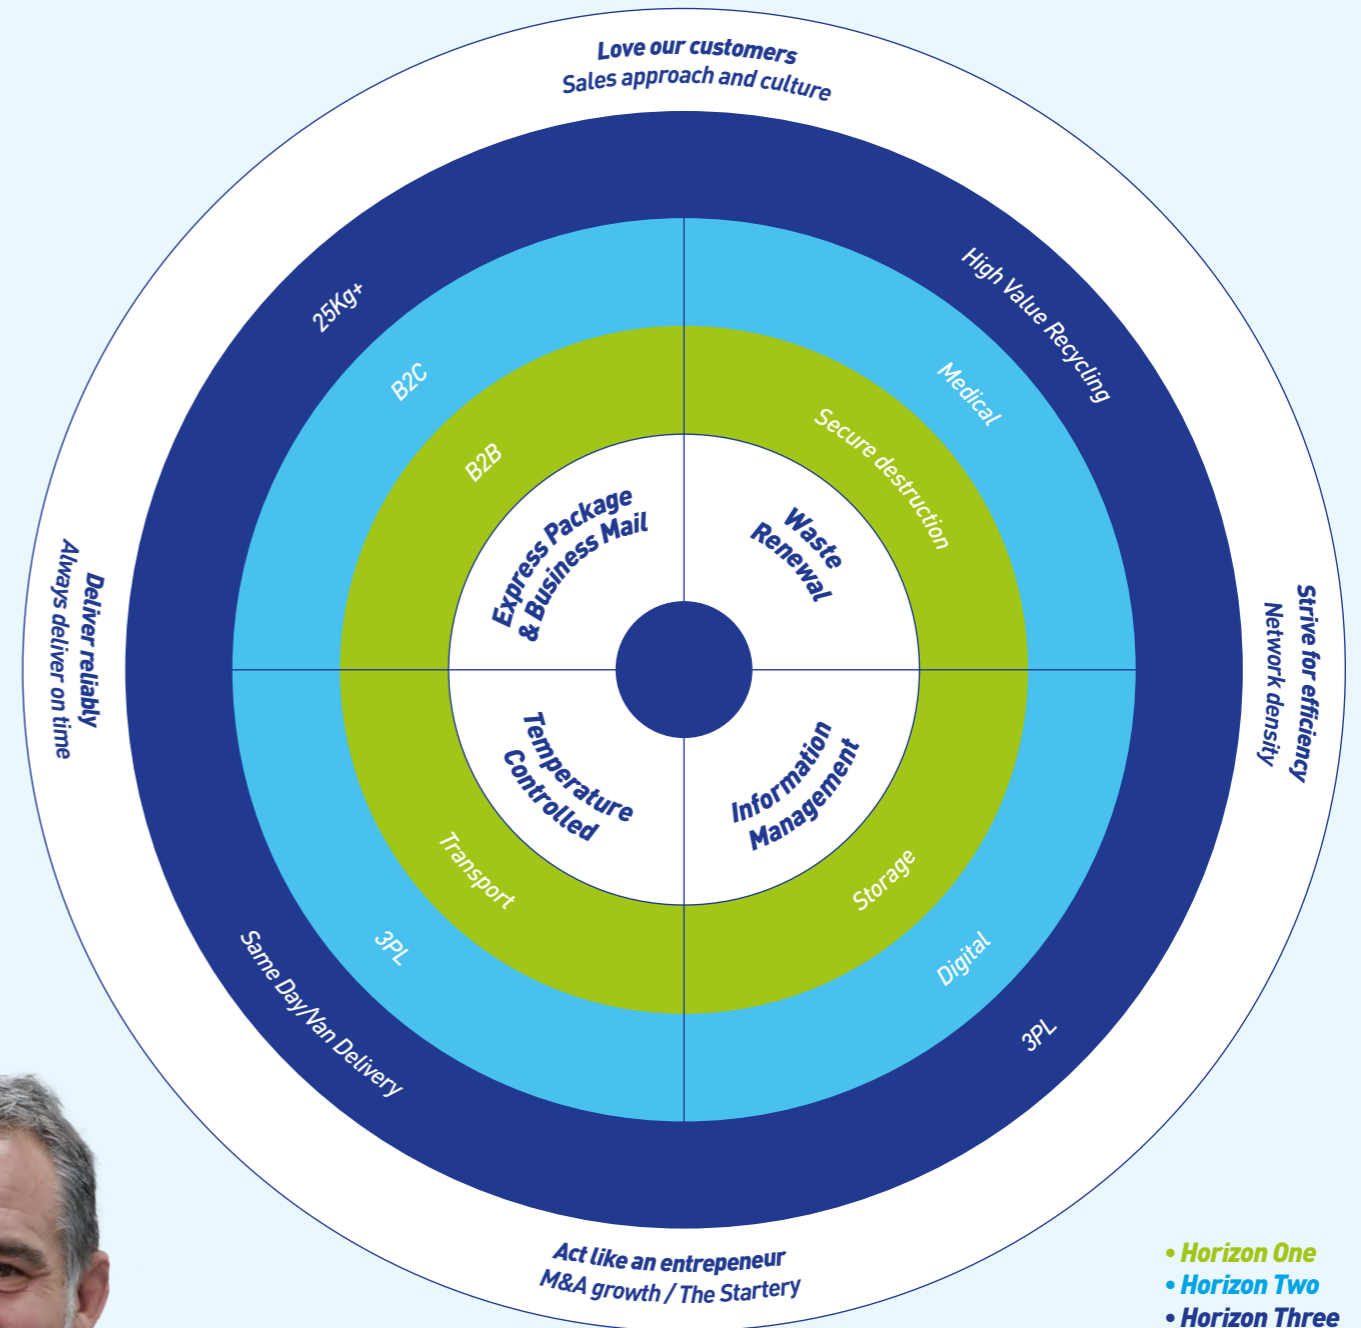 Love our customers
Sales approach and culture
25Kg+
High Value Recycling
B2C
Medical
B2B
Secure destruction
Express Package
& Business Mail
Waste
Renewal
Deliver reliably
Always deliver on time
Strive for efficiency
Network density
Temperature
Controlled
Information
Management
Transport
Storage
3PL
Digital
Same Day/Van Delivery
3PL
Act like an entrepeneur
M&A growth / The Startery
• Horizon One
• Horizon Two
• Horizon Three